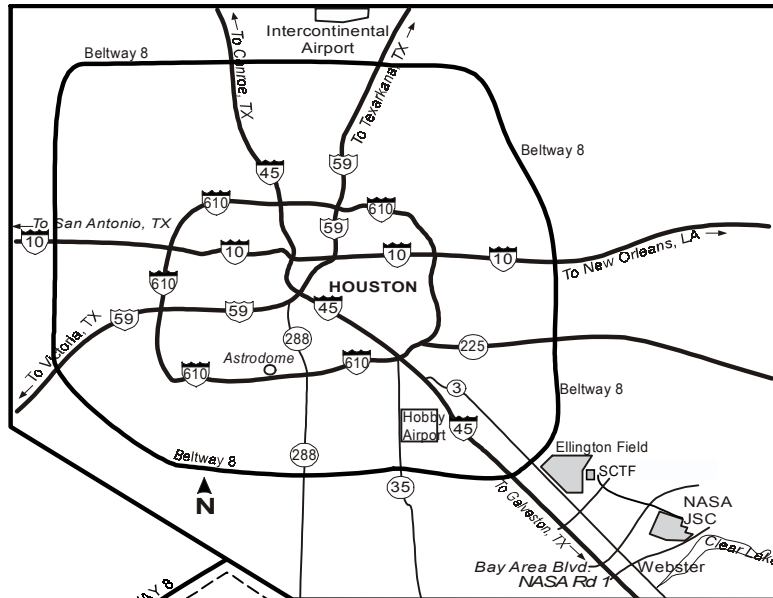 To Conroe, TX
Intercontinental
Airport
Beltway 8
To Texarkana, TX
Beltway 8
59
45
610
610
To San Antonio, TX
59
10
10
10
10
To New Orleans, LA
610
HOUSTON
59
59
45
288
225
To Victoria, TX
Astrodome
610
610
3
Beltway 8
Hobby
Airport
45
Ellington Field
288
Beltway 8
SCTF
35
N
To Galveston, TX
NASA
JSC
Clear Lake
Bay Area Blvd.
Webster
NASA Rd 1
WAY 8